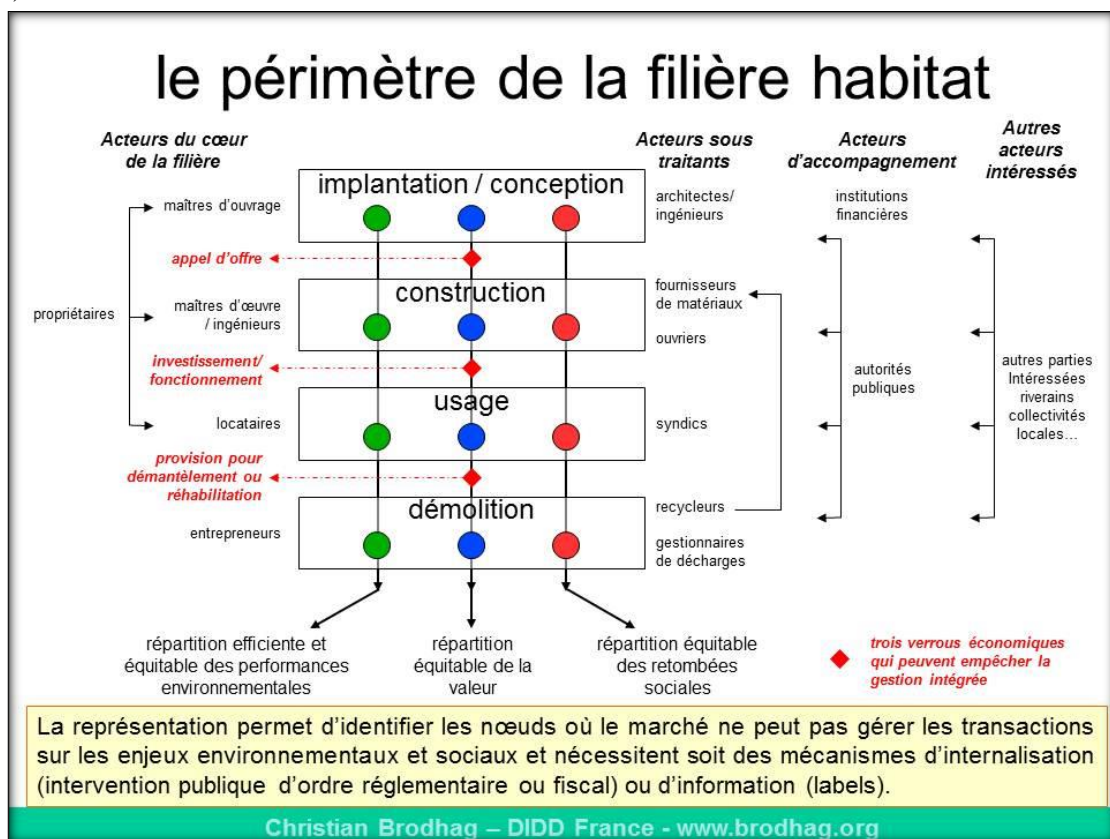 le périmètre de la filière habitat
Acteurs du cœur
de la filière
Acteurs sous
traitants
Acteurs
d'accompagnement
Autres
acteurs
intéressés
implantation / conception
maîtres d'ouvrage
architectes/
ingénieurs
institutions
financières
appel d'offre
construction
propriétaires
maîtres d'œuvre
/ ingénieurs
fournisseurs
de matériaux
ouvriers
investissement/
fonctionnement
autorités
publiques
autres parties
Intéressées
riverains
collectivités
locales...
usage
locataires
syndics
provision pour
démantèlement ou
réhabilitation
démolition
entrepreneurs
recycleurs
gestionnaires
de décharges
répartition efficiente et
équitable des performances
environnementales
répartition
équitable de la
valeur
répartition équitable
des retombées
sociales
trois verrous économiques
qui peuvent empêcher la
gestion intégrée
La représentation permet d'identifier les nœuds où le marché ne peut pas gérer les transactions
sur les enjeux environnementaux et sociaux et nécessitent soit des mécanismes d'internalisation
(intervention publique d'ordre réglementaire ou fiscal) ou d'information (labels).
Christian Brodhag – DIDD France - www.brodhag.org